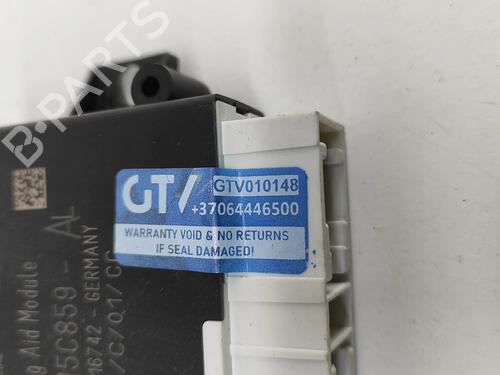 B-PARTS
GTV
GTV010148
+37064446500
WARRANTY VOID & NO RETURNS
IF SEAL DAMAGED!
Aid Module
5C859 - AL
16742 - GERMANY